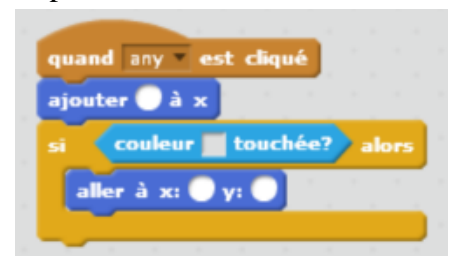 quand any est cliqué
ajouter à x
si couleur touchée? alors
aller à x: y: